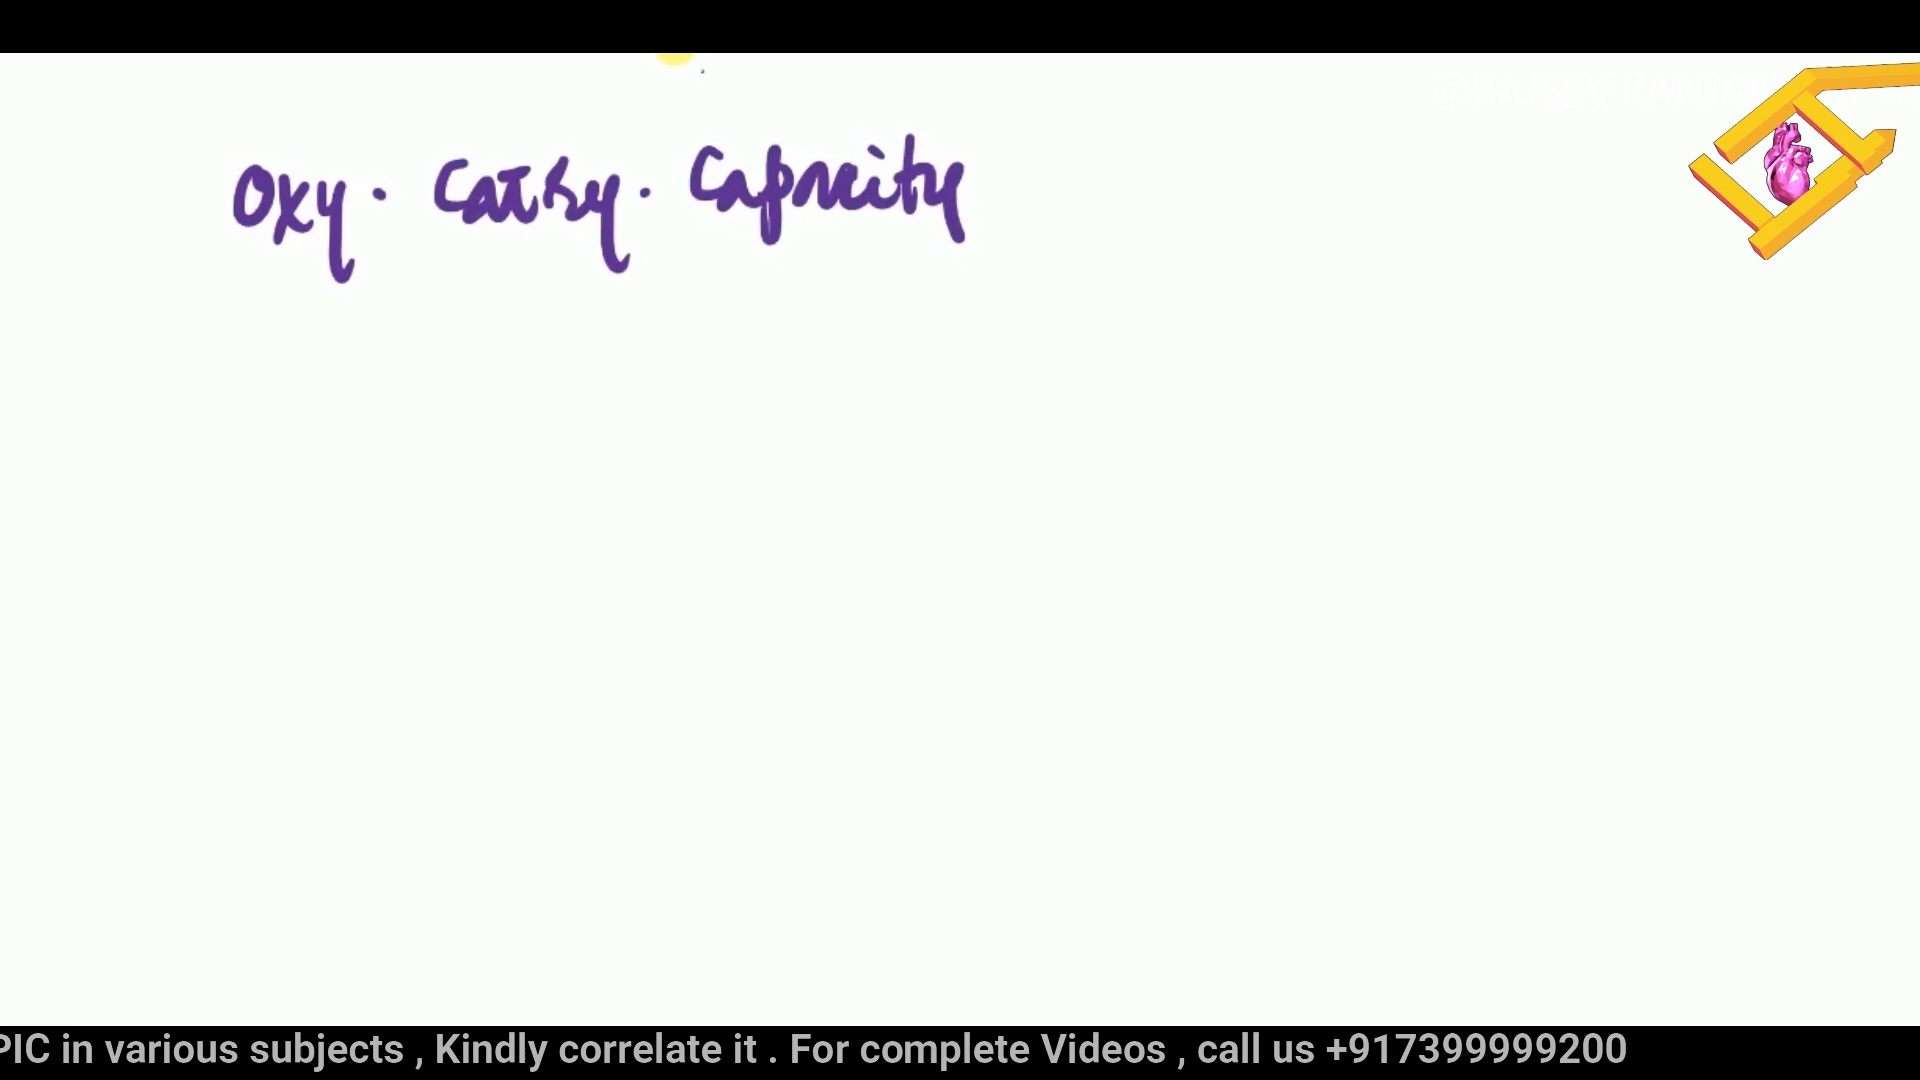 Oxy. Carry. Capacity
PIC in various subjects , Kindly correlate it . For complete Videos , call us +917399999200